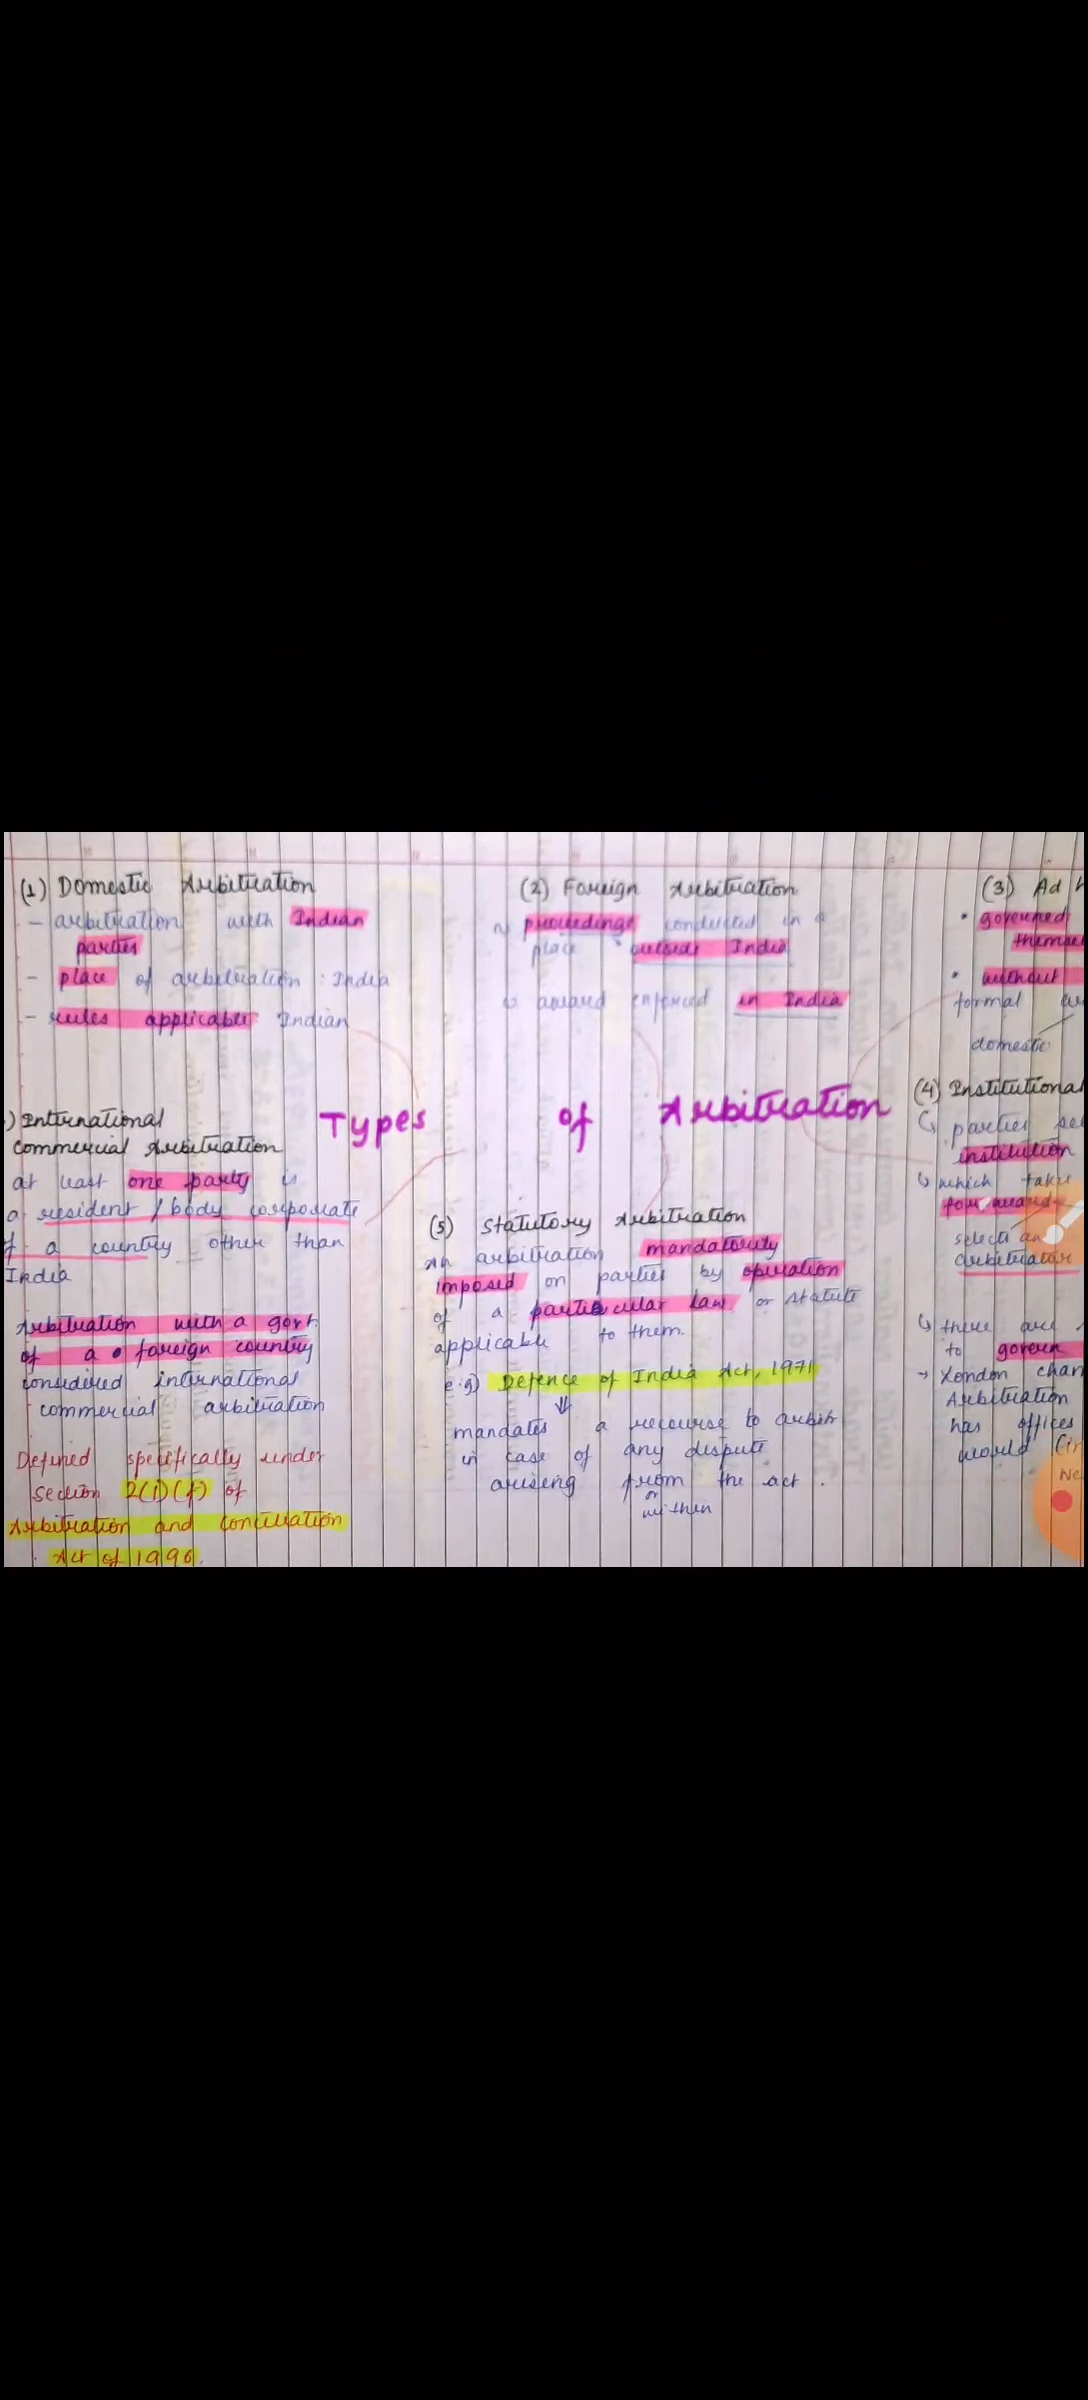 (1) Domestic Arbitration
- arbitration with Indian
parties
- place of arbitration : India
- rules applicable Indian
(2) Foreign Arbitration
proceedings conducted in a
place outside India
award enforced in India
(3) Ad
governed
without
formal
domestic
Types of Arbitration
(4) Institutional
parties
institution
which
for award
arbitrator
there are
to govern
London
Arbitration
has offices
world
(5) Statutory Arbitration
An arbitration mandatorily
imposed on parties by operation
of a particular law or statute
applicable to them.
e.g) Defence of India Act, 1971
mandates a recourse to arbitr
in case of any dispute
arising from the act.
or
within
) International
Commercial Arbitration
at least one party is
a resident / body corporate
f a country other than
India
Arbitration with a govt.
of a foreign country
considered international
commercial arbitration
Defined specifically under
section 2(1)(f) of
Arbitration and Conciliation
Act of 1996.